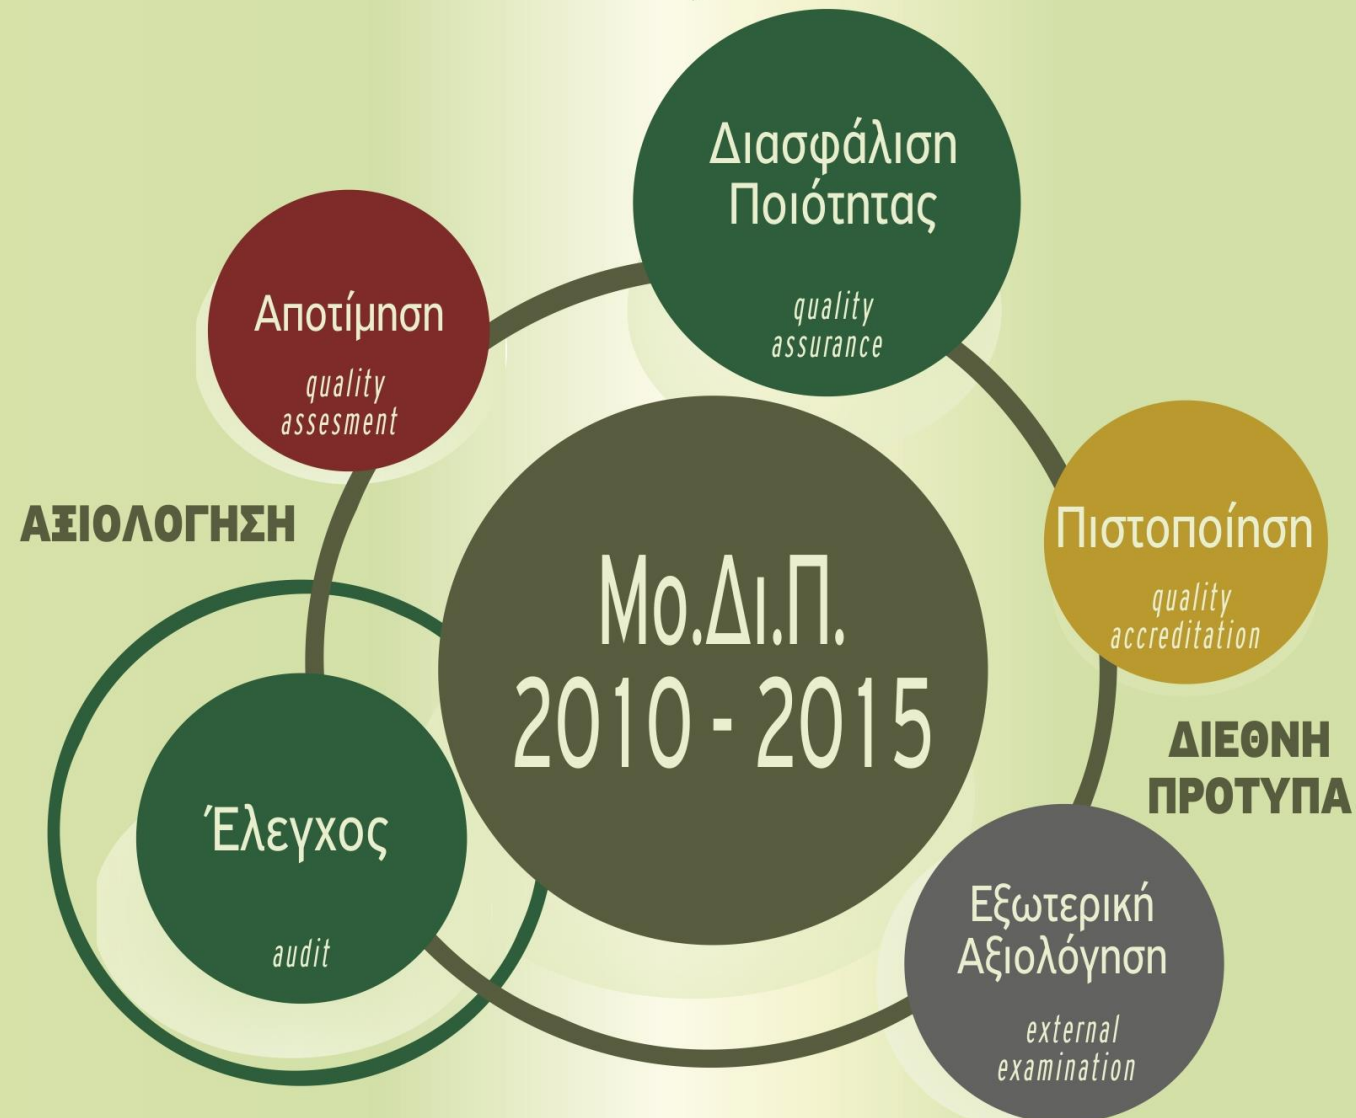 Διασφάλιση
Ποιότητας
quality
assurance
Αποτίμηση
quality
assesment
ΑΞΙΟΛΟΓΗΣΗ
Πιστοποίηση
quality
accreditation
Μο.Δι.Π.
2010 - 2015
ΔΙΕΘΝΗ
ΠΡΟΤΥΠΑ
Έλεγχος
audit
Εξωτερική
Αξιολόγηση
external
examination